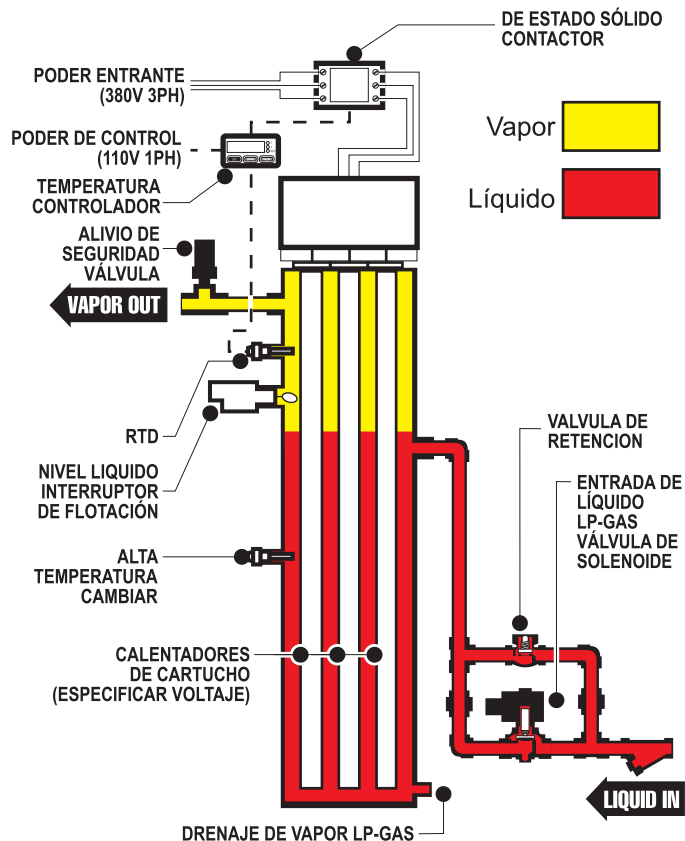 DE ESTADO SÓLIDO
CONTACTOR
PODER ENTRANTE
(380V 3PH)
PODER DE CONTROL
(110V 1PH)
TEMPERATURA
CONTROLADOR
ALIVIO DE
SEGURIDAD
VÁLVULA
VAPOR OUT
Vapor
Líquido
RTD
NIVEL LIQUIDO
INTERRUPTOR
DE FLOTACIÓN
ALTA
TEMPERATURA
CAMBIAR
CALENTADORES
DE CARTUCHO
(ESPECIFICAR VOLTAJE)
VALVULA DE
RETENCION
ENTRADA DE
LÍQUIDO
LP-GAS
VÁLVULA DE
SOLENOIDE
LIQUID IN
DRENAJE DE VAPOR LP-GAS